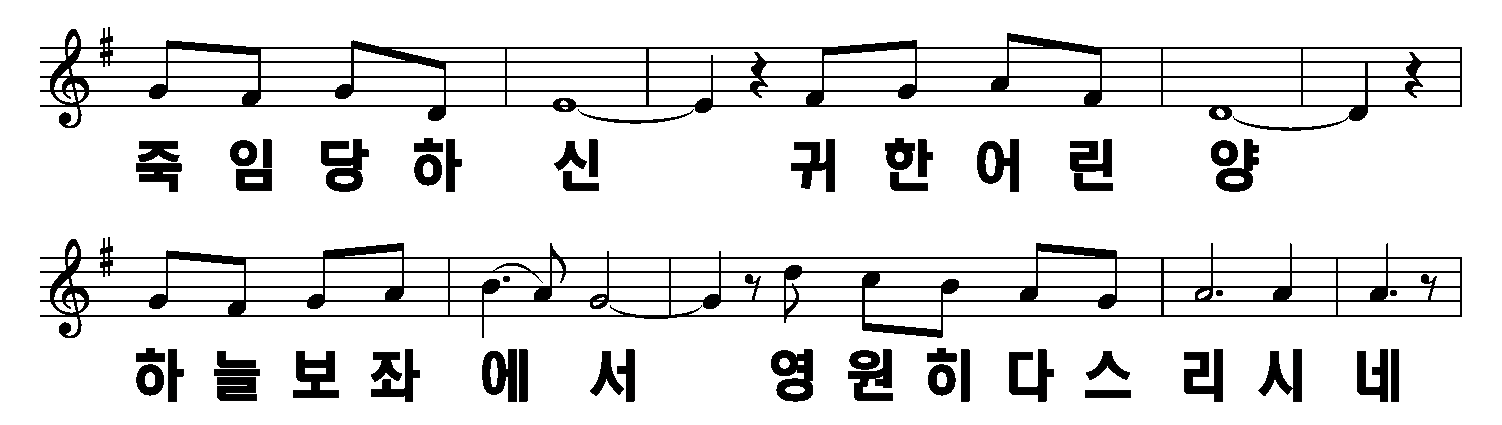 죽 임 당 하 신 귀 한 어 린 양
하 늘 보 좌 에 서 영 원 히 다 스 리 시 네